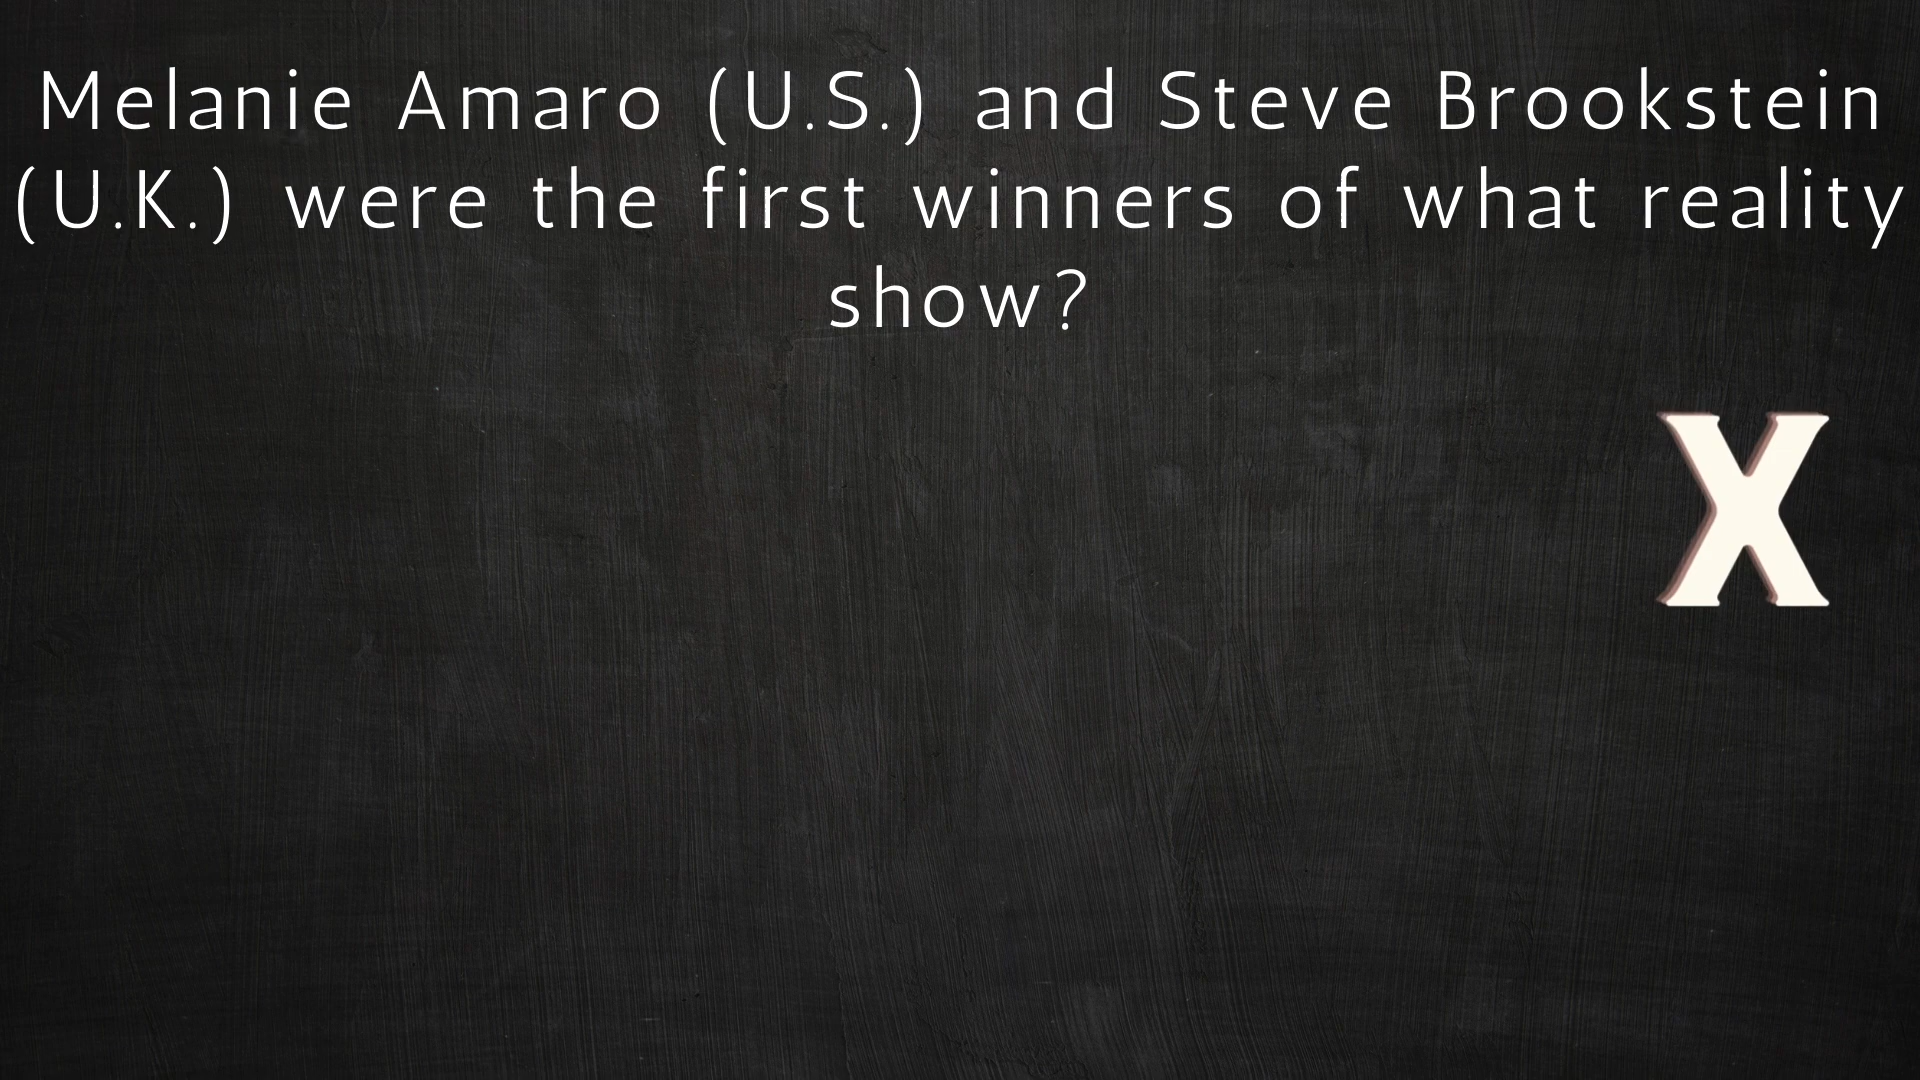 Melanie Amaro (U.S.) and Steve Brookstein
(U.K.) were the first winners of what reality
show?
X